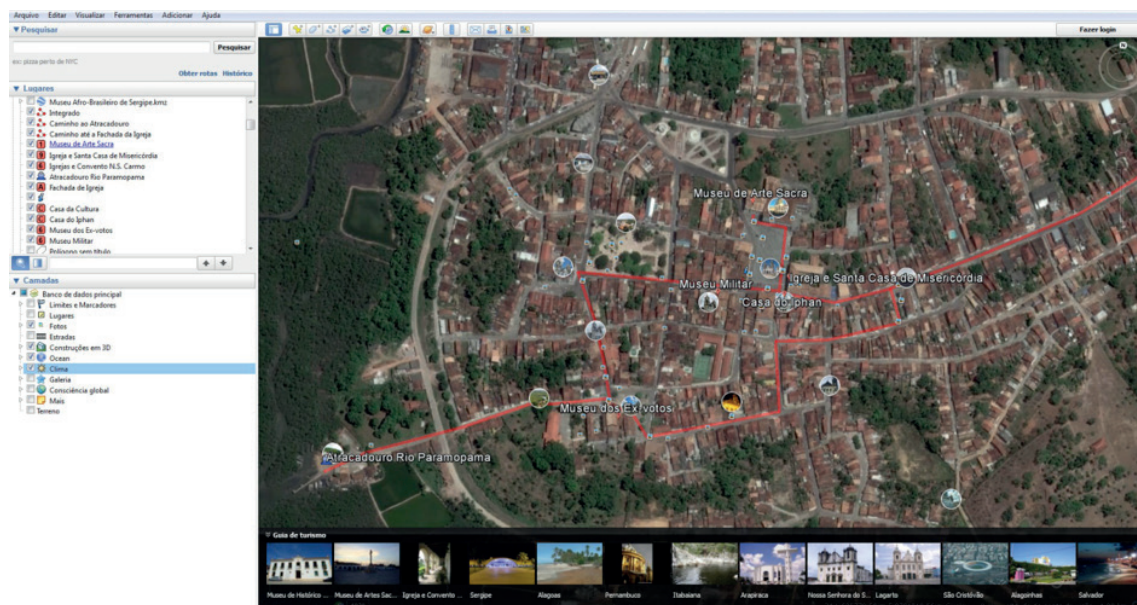 Arquivo Editar Visualizar Ferramentas Adicionar Ajuda
Pesquisar
Pesquisar
ex: pizza perto de NYC
Obter rotas Histórico
Lugares
Museu Afro-Brasileiro de Sergipe.kmz
Integrado
Caminho ao Atracadouro
Caminho até a Fachada da Igreja
1 Museu de Arte Sacra
Igreja e Santa Casa de Misericórdia
Igrejas e Convento N.S. Carmo
Atracadouro Rio Paramopama
A Fachada de Igreja
C Casa da Cultura
C Casa do Iphan
6 Museu dos Ex-votos
6 Museu Militar
Polígono sem título
Camadas
Banco de dados principal
Limites e Marcadores
Lugares
Fotos
Estradas
Construções em 3D
Ocean
Clima
Galeria
Consciência global
Mais
Terreno
Fazer login
Museu de Arte Sacra
Igreja e Santa Casa de Misericórdia
Museu Militar
Casa do Iphan
Museu dos Ex-votos
Atracadouro Rio Paramopama
Guia de turismo
Museu de Histórico ... Museu de Artes Sac... Igreja e Convento ... Sergipe Alagoas Pernambuco Itabaiana Arapiraca Nossa Senhora do S... Lagarto São Cristóvão Alagoinhas Salvador